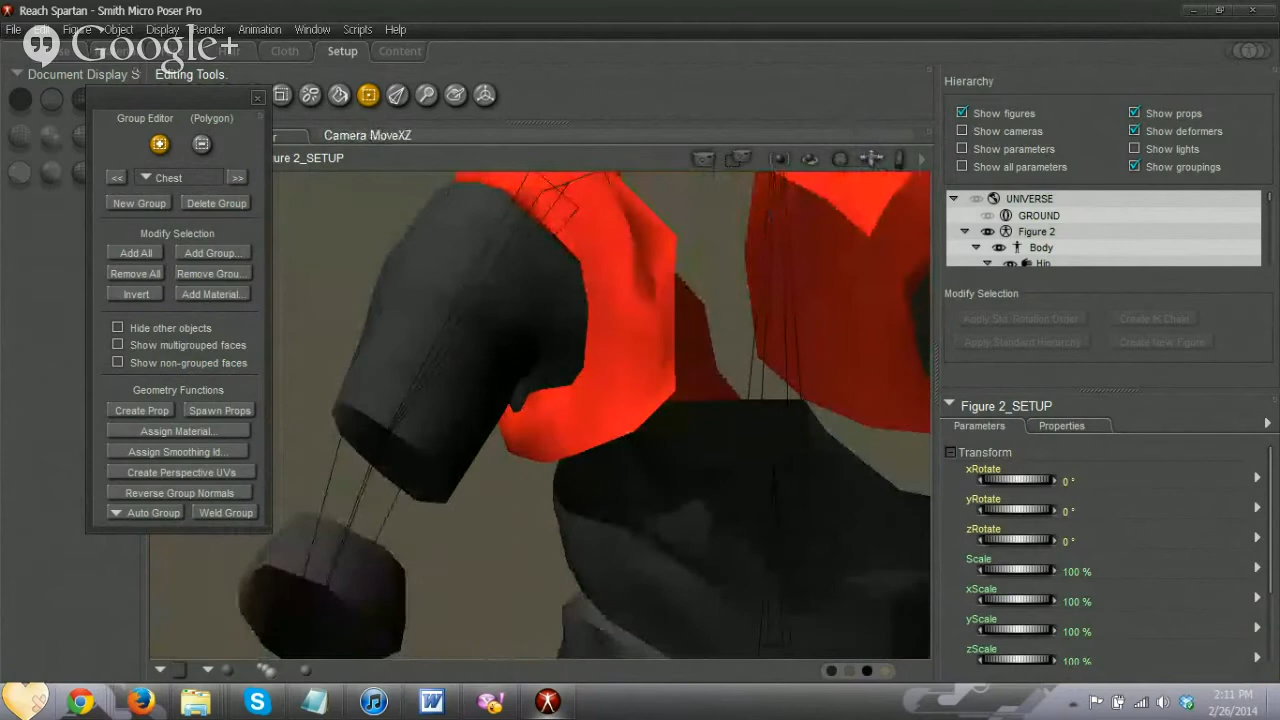 Reach Spartan - Smith Micro Poser Pro
File Edit Figure Object Display Render Animation Window Scripts Help
Google+
Cloth Setup Content
Document Display S Editing Tools.
Group Editor (Polygon)
<< Chest >>
New Group Delete Group
Modify Selection
Add All Add Group...
Remove All Remove Grou...
Invert Add Material...
Hide other objects
Show multigrouped faces
Show non-grouped faces
Geometry Functions
Create Prop Spawn Props
Assign Material...
Assign Smoothing Id...
Create Perspective UVs
Reverse Group Normals
Auto Group Weld Group
Camera MoveXZ
ure 2_SETUP
Hierarchy
Show figures Show props
Show cameras Show deformers
Show parameters Show lights
Show all parameters Show groupings
UNIVERSE
GROUND
Figure 2
Body
Hip
Modify Selection
Apply Std. Rotation Order Create IK Chain
Apply Standard Hierarchy Create New Figure
Figure 2_SETUP
Parameters Properties
Transform
xRotate
0 °
yRotate
0 °
zRotate
0 °
Scale
100 %
xScale
100 %
yScale
100 %
zScale
100 %
2:11 PM
2/26/2014